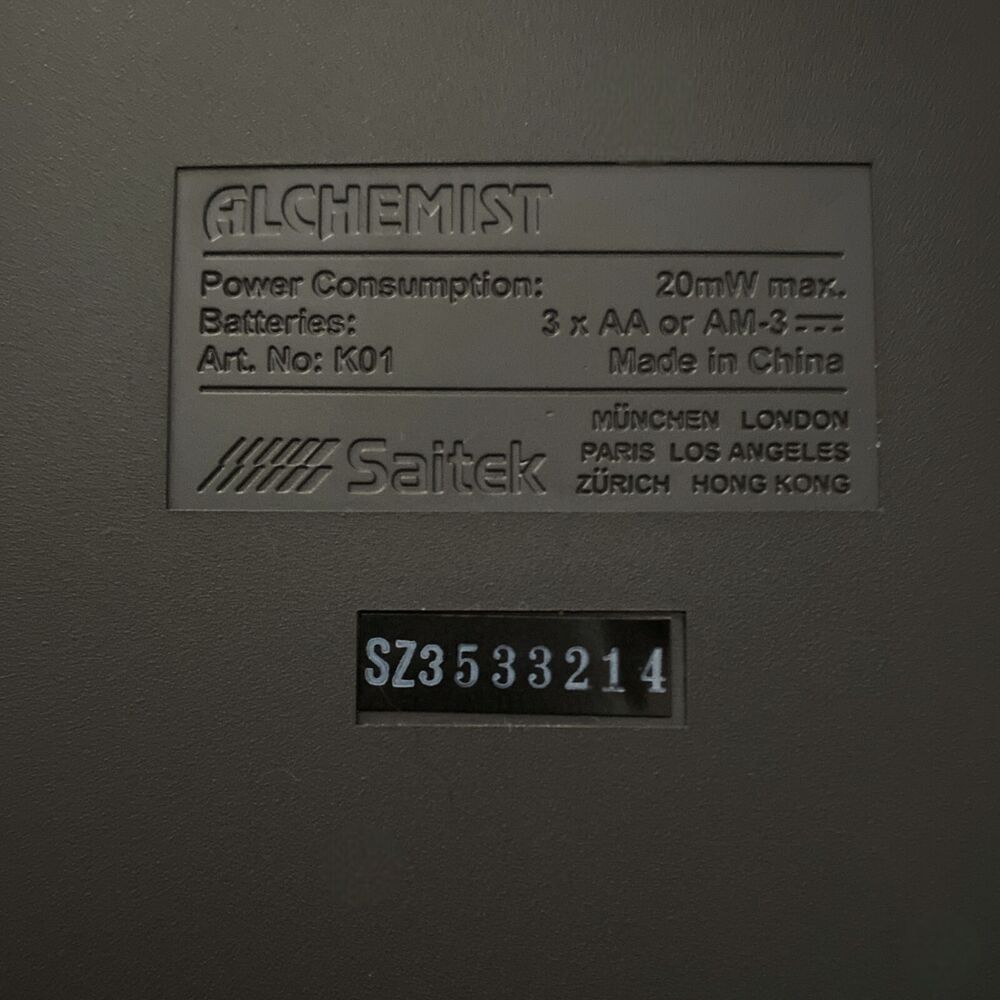 ALCHEMIST
Power Consumption: 20mW max.
Batteries: 3 x AA or AM-3
Art. No: K01 Made in China
Saitek
MÜNCHEN LONDON
PARIS LOS ANGELES
ZÜRICH HONG KONG
SZ3533214